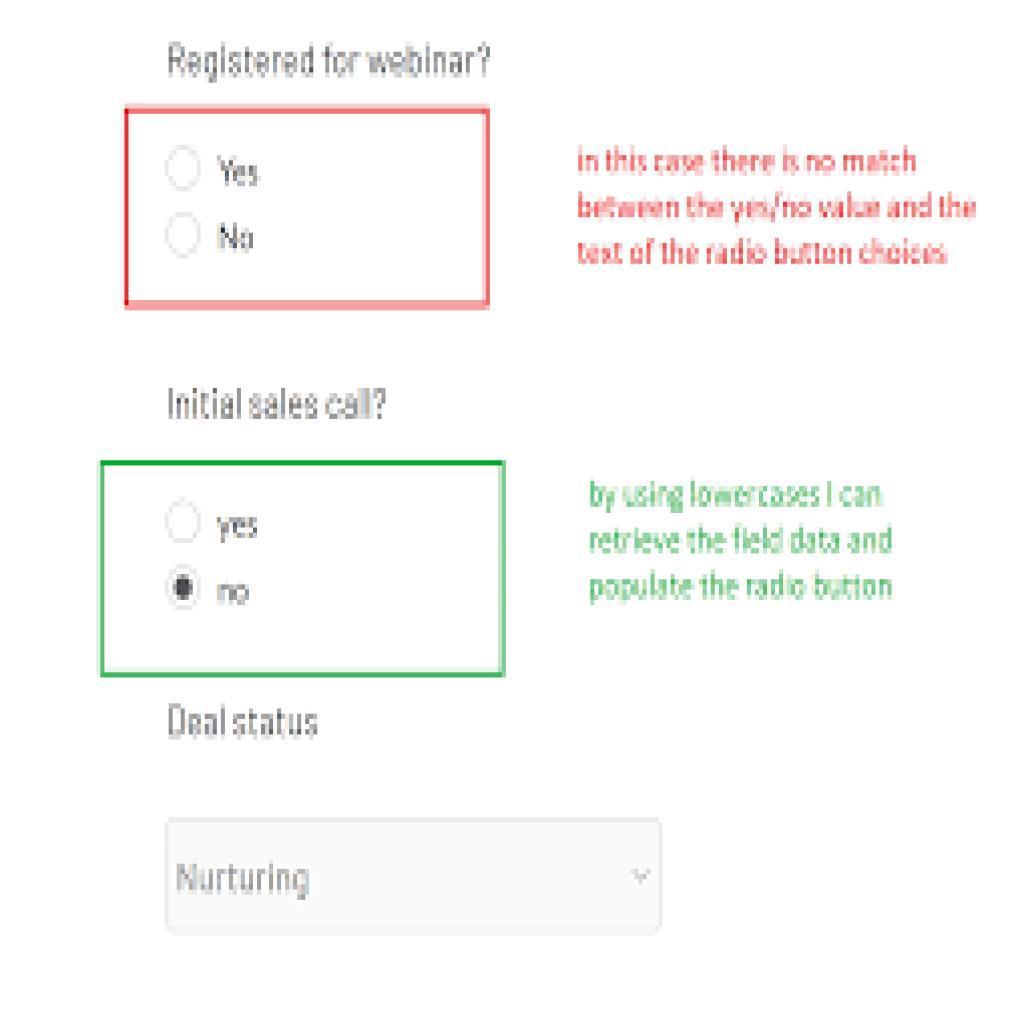 Registered for webinar?
Yes
No
in this case there is no match
between the yes/no value and the
text of the radio button choices
Initial sales call?
yes
no
by using lowercases I can
retrieve the field data and
populate the radio button
Deal status
Nurturing